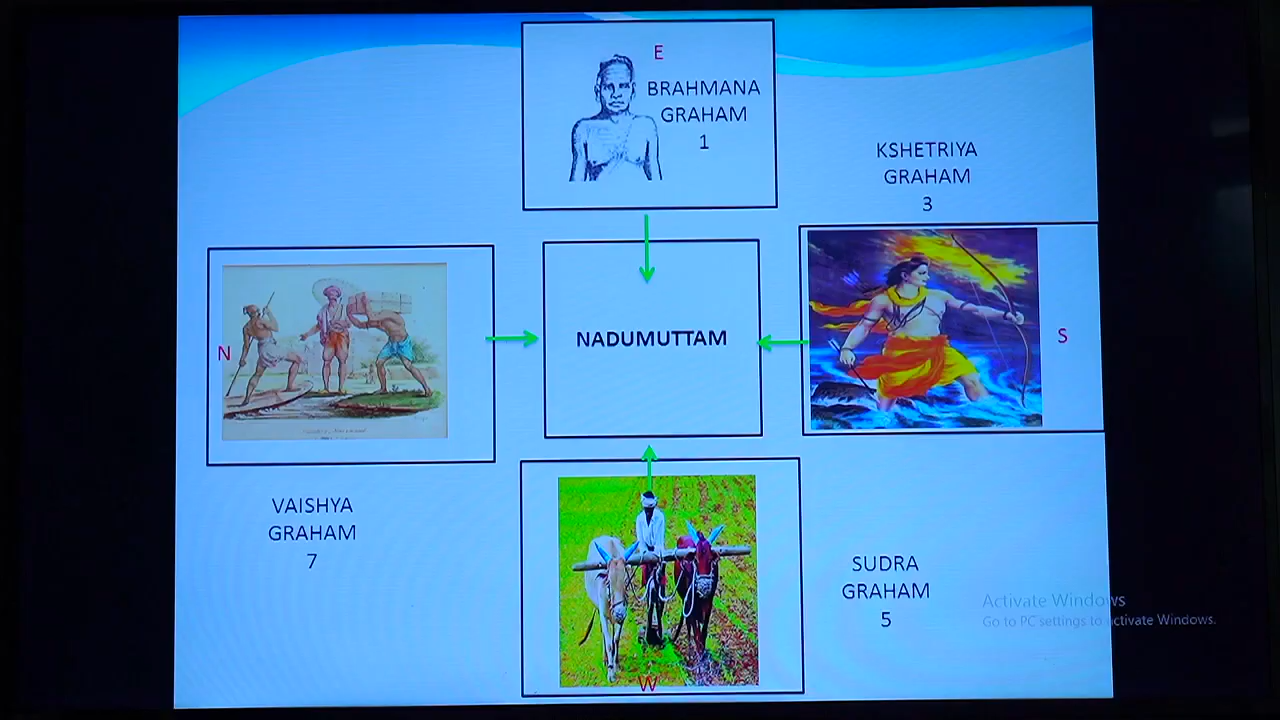 E
BRAHMANA
GRAHAM
1
KSHETRIYA
GRAHAM
3
N
NADUMUTTAM
S
VAISHYA
GRAHAM
7
W
SUDRA
GRAHAM
5
Activate Windows
Go to PC settings to activate Windows.